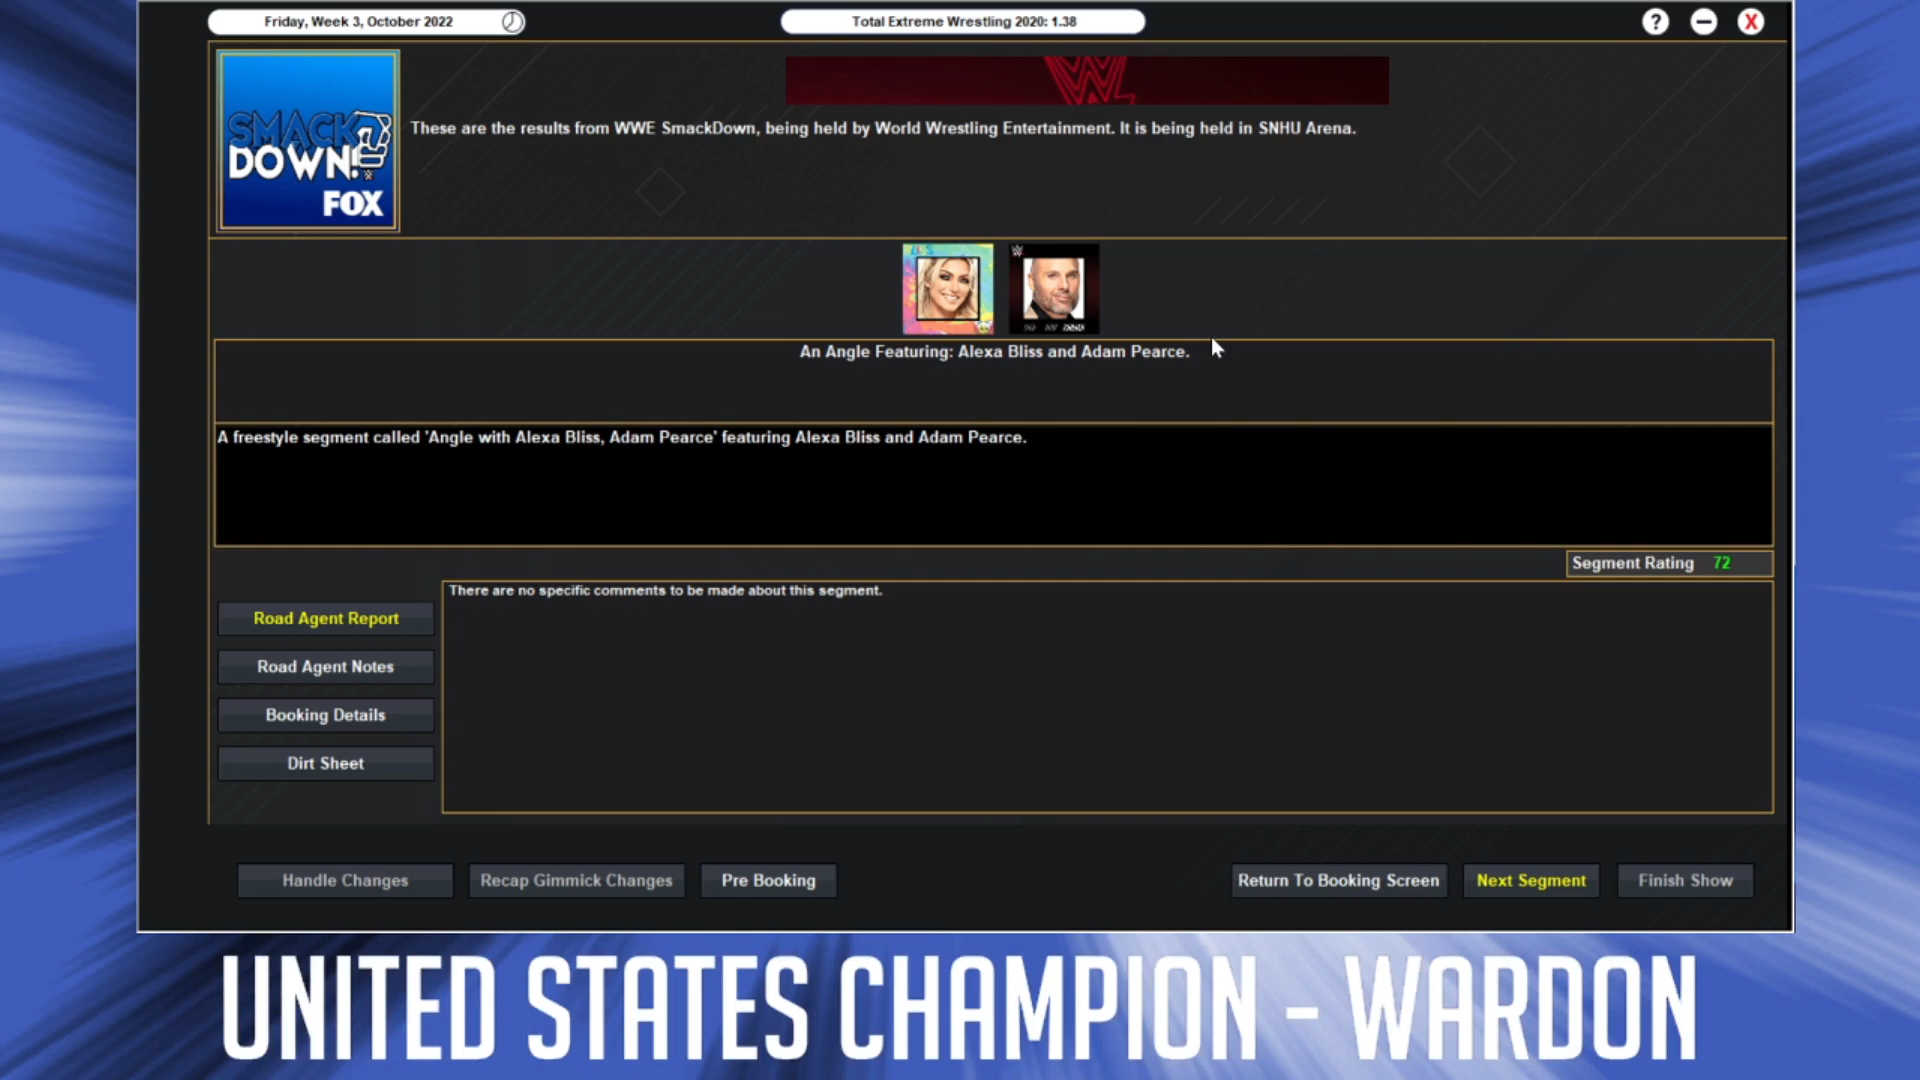 Friday, Week 3, October 2022
Total Extreme Wrestling 2020: 1.38
?
X
SMACK
DOWN!
FOX
These are the results from WWE SmackDown, being held by World Wrestling Entertainment. It is being held in SNHU Arena.
An Angle Featuring: Alexa Bliss and Adam Pearce.
A freestyle segment called 'Angle with Alexa Bliss, Adam Pearce' featuring Alexa Bliss and Adam Pearce.
Segment Rating 72
There are no specific comments to be made about this segment.
Road Agent Report
Road Agent Notes
Booking Details
Dirt Sheet
Handle Changes
Recap Gimmick Changes
Pre Booking
Return To Booking Screen
Next Segment
Finish Show
UNITED STATES CHAMPION - WARDON